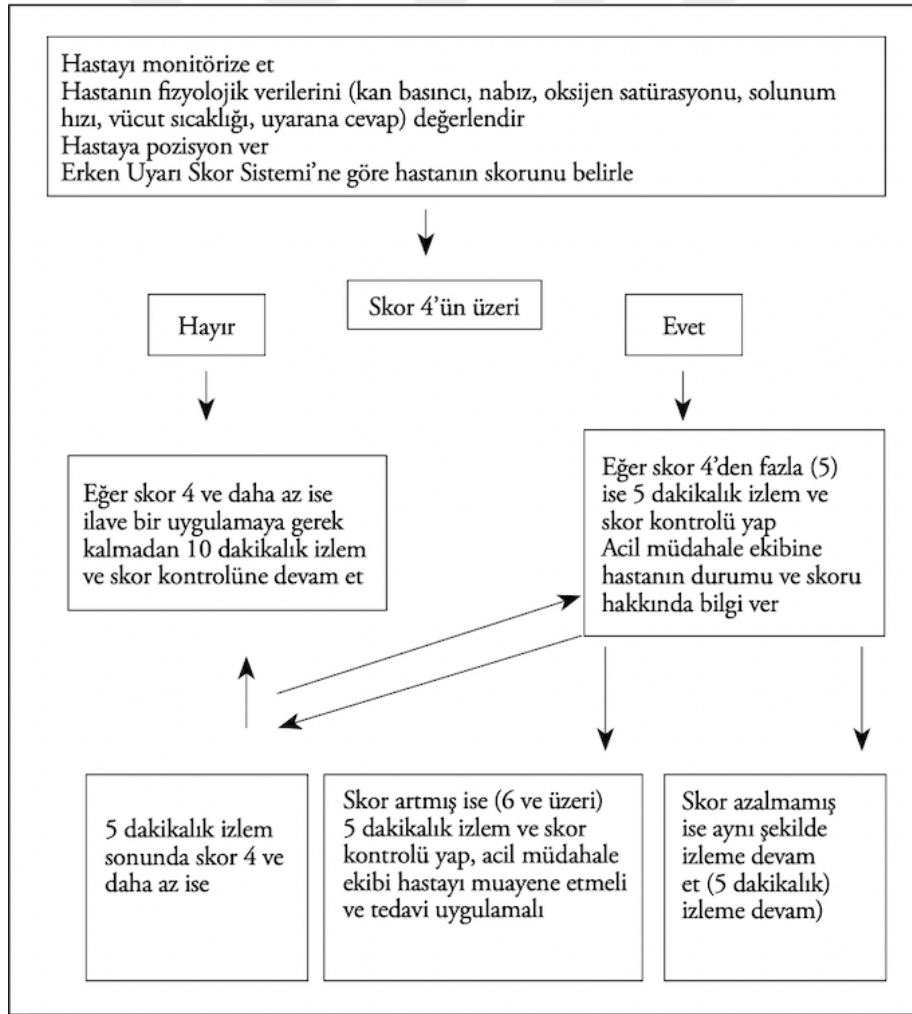 Hastayı monitörize et
Hastanın fizyolojik verilerini (kan basıncı, nabız, oksijen satürasyonu, solunum
hızı, vücut sıcaklığı, uyarana cevap) değerlendir
Hastaya pozisyon ver
Erken Uyarı Skor Sistemi’ne göre hastanın skorunu belirle
Skor 4’ün üzeri
Hayır
Evet
Eğer skor 4 ve daha az ise
ilave bir uygulamaya gerek
kalmadan 10 dakikalık izlem
ve skor kontrolüne devam et
Eğer skor 4’den fazla (5)
ise 5 dakikalık izlem ve
skor kontrolü yap
Acil müdahale ekibine
hastanın durumu ve skoru
hakkında bilgi ver
5 dakikalık izlem
sonunda skor 4 ve
daha az ise
Skor artmış ise (6 ve üzeri)
5 dakikalık izlem ve skor
kontrolü yap, acil müdahale
ekibi hastayı muayene etmeli
ve tedavi uygulamalı
Skor azalmamış
ise aynı şekilde
izleme devam
et (5 dakikalık)
izleme devam)